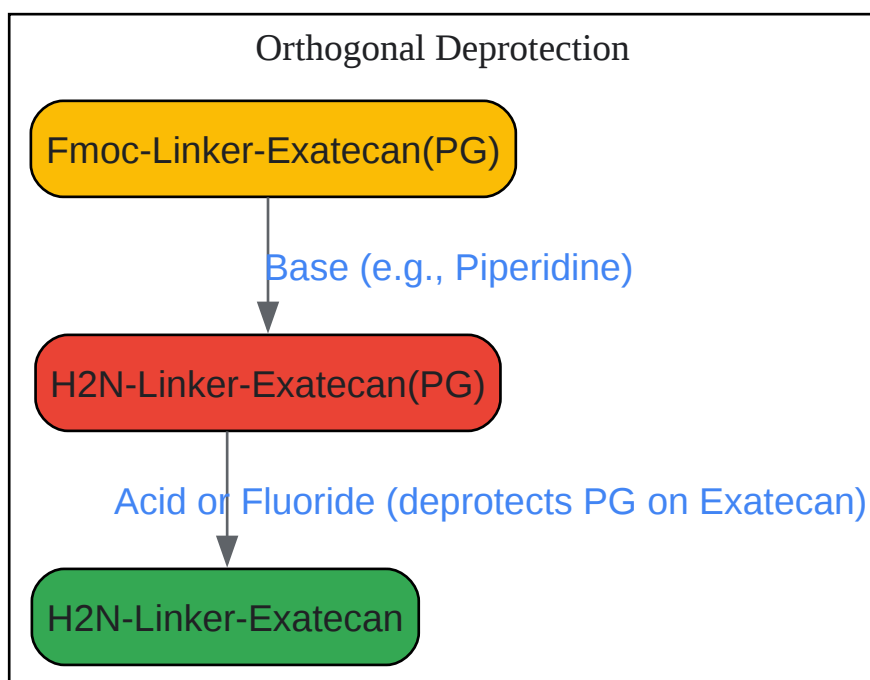 Orthogonal Deprotection
Fmoc-Linker-Exatecan(PG)
Base (e.g., Piperidine)
H2N-Linker-Exatecan(PG)
Acid or Fluoride (deprotects PG on Exatecan)
H2N-Linker-Exatecan